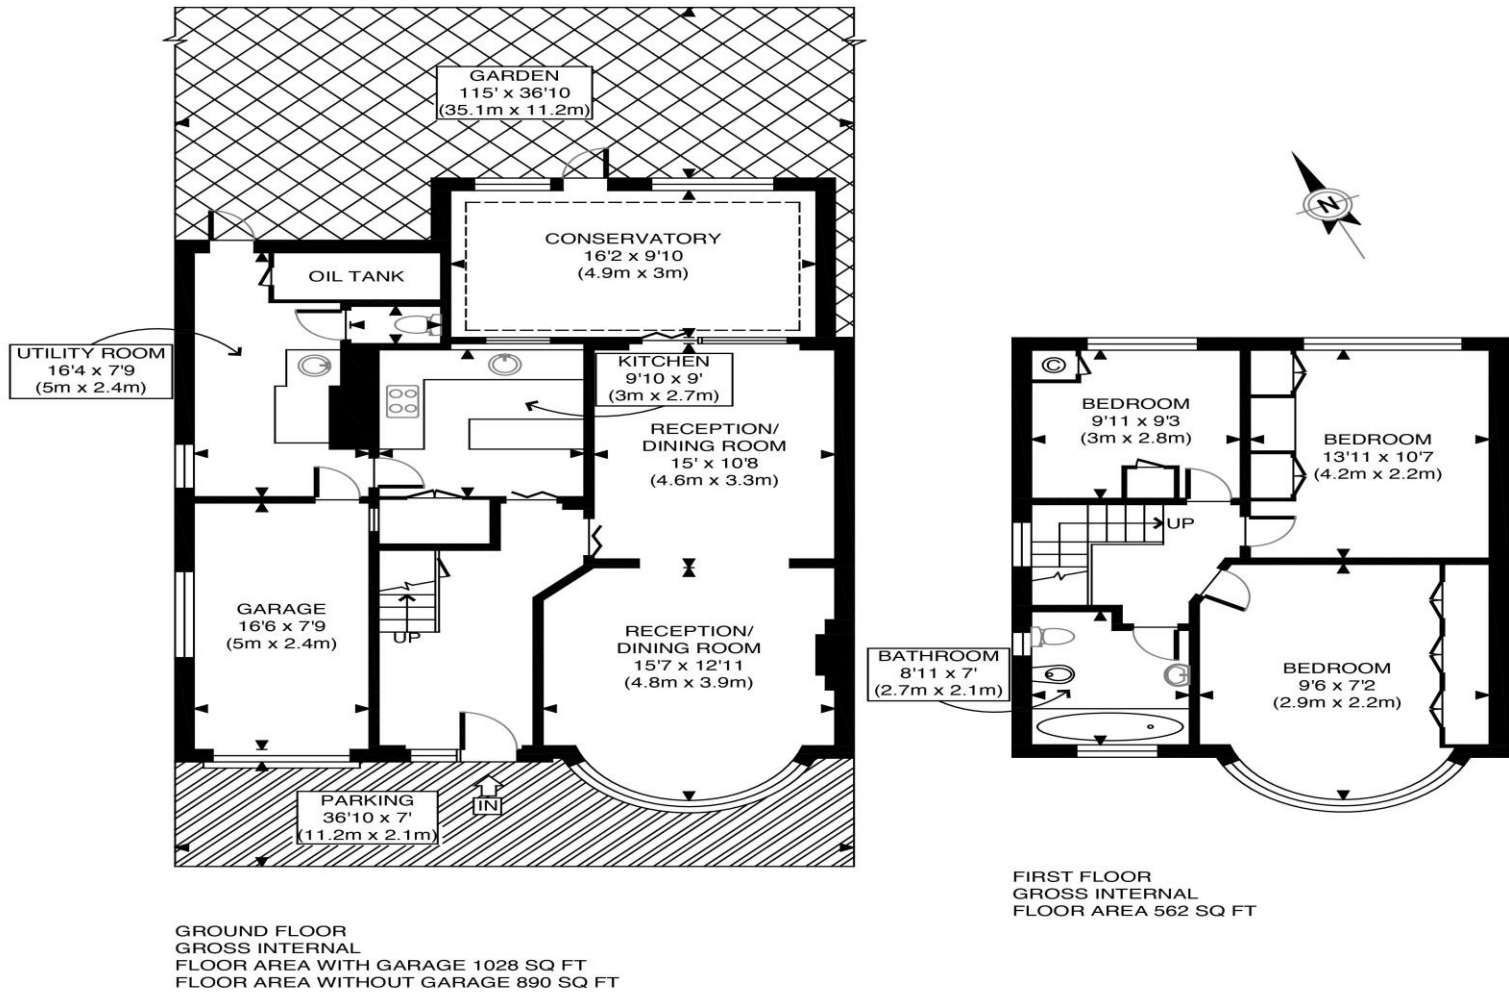 GARDEN
115' x 36'10
(35.1m x 11.2m)
CONSERVATORY
16'2 x 9'10
(4.9m x 3m)
OIL TANK
UTILITY ROOM
16'4 x 7'9
(5m x 2.4m)
KITCHEN
9'10 x 9'
(3m x 2.7m)
RECEPTION/
DINING ROOM
15' x 10'8
(4.6m x 3.3m)
GARAGE
16'6 x 7'9
(5m x 2.4m)
UP
RECEPTION/
DINING ROOM
15'7 x 12'11
(4.8m x 3.9m)
PARKING
36'10 x 7'
(11.2m x 2.1m)
IN
GROUND FLOOR
GROSS INTERNAL
FLOOR AREA WITH GARAGE 1028 SQ FT
FLOOR AREA WITHOUT GARAGE 890 SQ FT
N
C
BEDROOM
9'11 x 9'3
(3m x 2.8m)
BEDROOM
13'11 x 10'7
(4.2m x 2.2m)
UP
BATHROOM
8'11 x 7'
(2.7m x 2.1m)
BEDROOM
9'6 x 7'2
(2.9m x 2.2m)
FIRST FLOOR
GROSS INTERNAL
FLOOR AREA 562 SQ FT